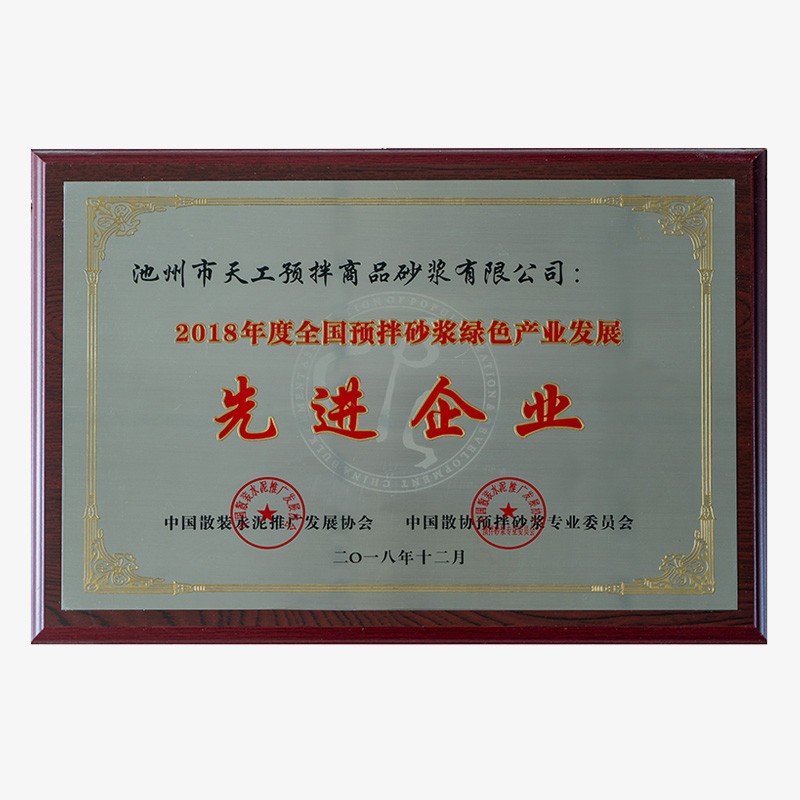 池州市天工预拌商品砂浆有限公司：
2018年度全国预拌砂浆绿色产业发展
先进企业
中国散装水泥推广发展协会 中国散协预拌砂浆专业委员会
二〇一八年十二月